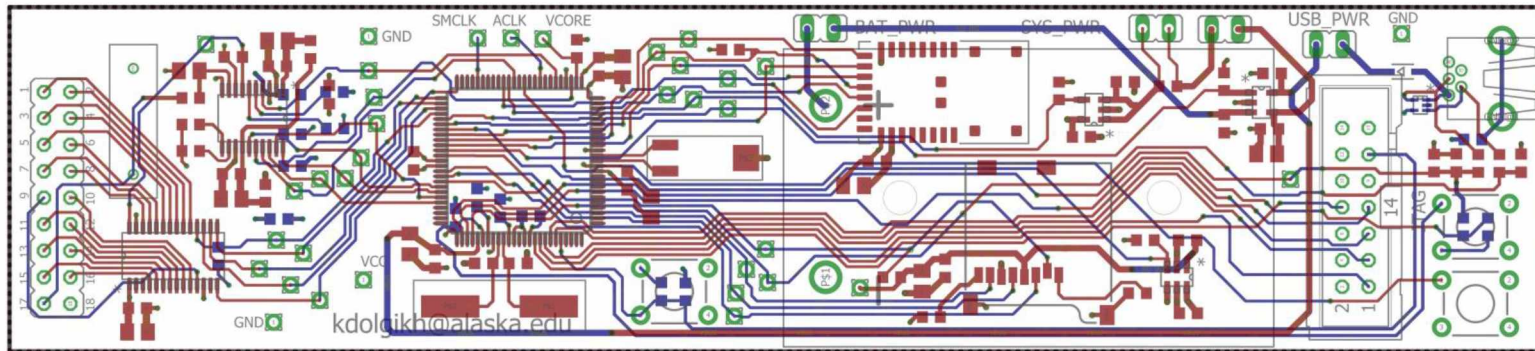 SMCLK ACLK VCORE
GND
BAT_PWR
SYS_PWR
USB_PWR
GND
1 2
3 4
5 6
7 8
9 10
11 12
13
15 16
17 18
14
2 1
VCC
P$1
GND
kdolgikh@alaska.edu